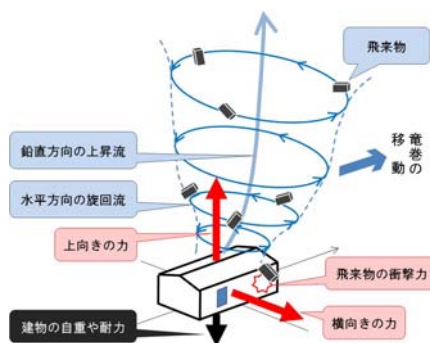 飛来物
鉛直方向の上昇流
竜巻の
移動
水平方向の旋回流
上向きの力
飛来物の衝撃力
建物の自重や耐力
横向きの力